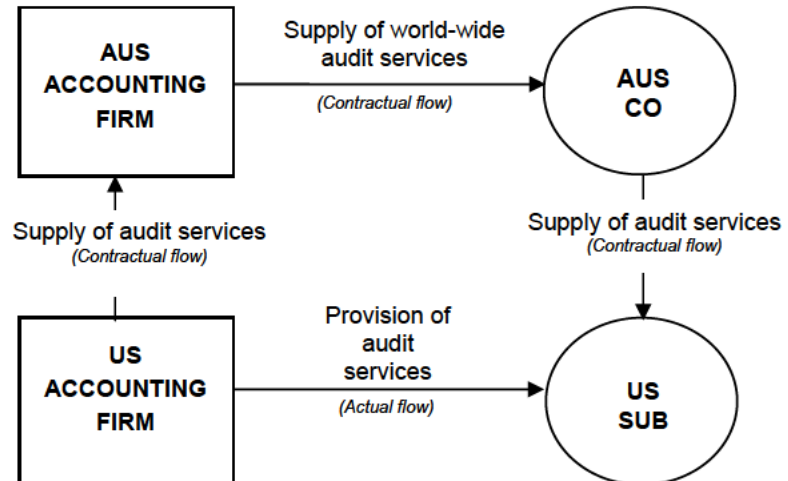 AUS
ACCOUNTING
FIRM
Supply of world-wide
audit services
(Contractual flow)
AUS
CO
Supply of audit services
(Contractual flow)
Supply of audit services
(Contractual flow)
US
ACCOUNTING
FIRM
Provision of
audit
services
(Actual flow)
US
SUB